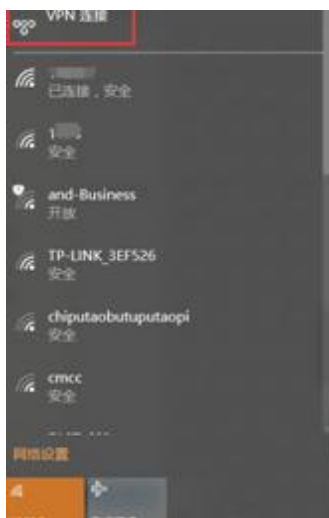 VPN 连接
已连接，安全
安全
and-Business
开放
TP-LINK_3EF526
安全
chiputaobutuputaopi
安全
cmcc
安全
网络设置